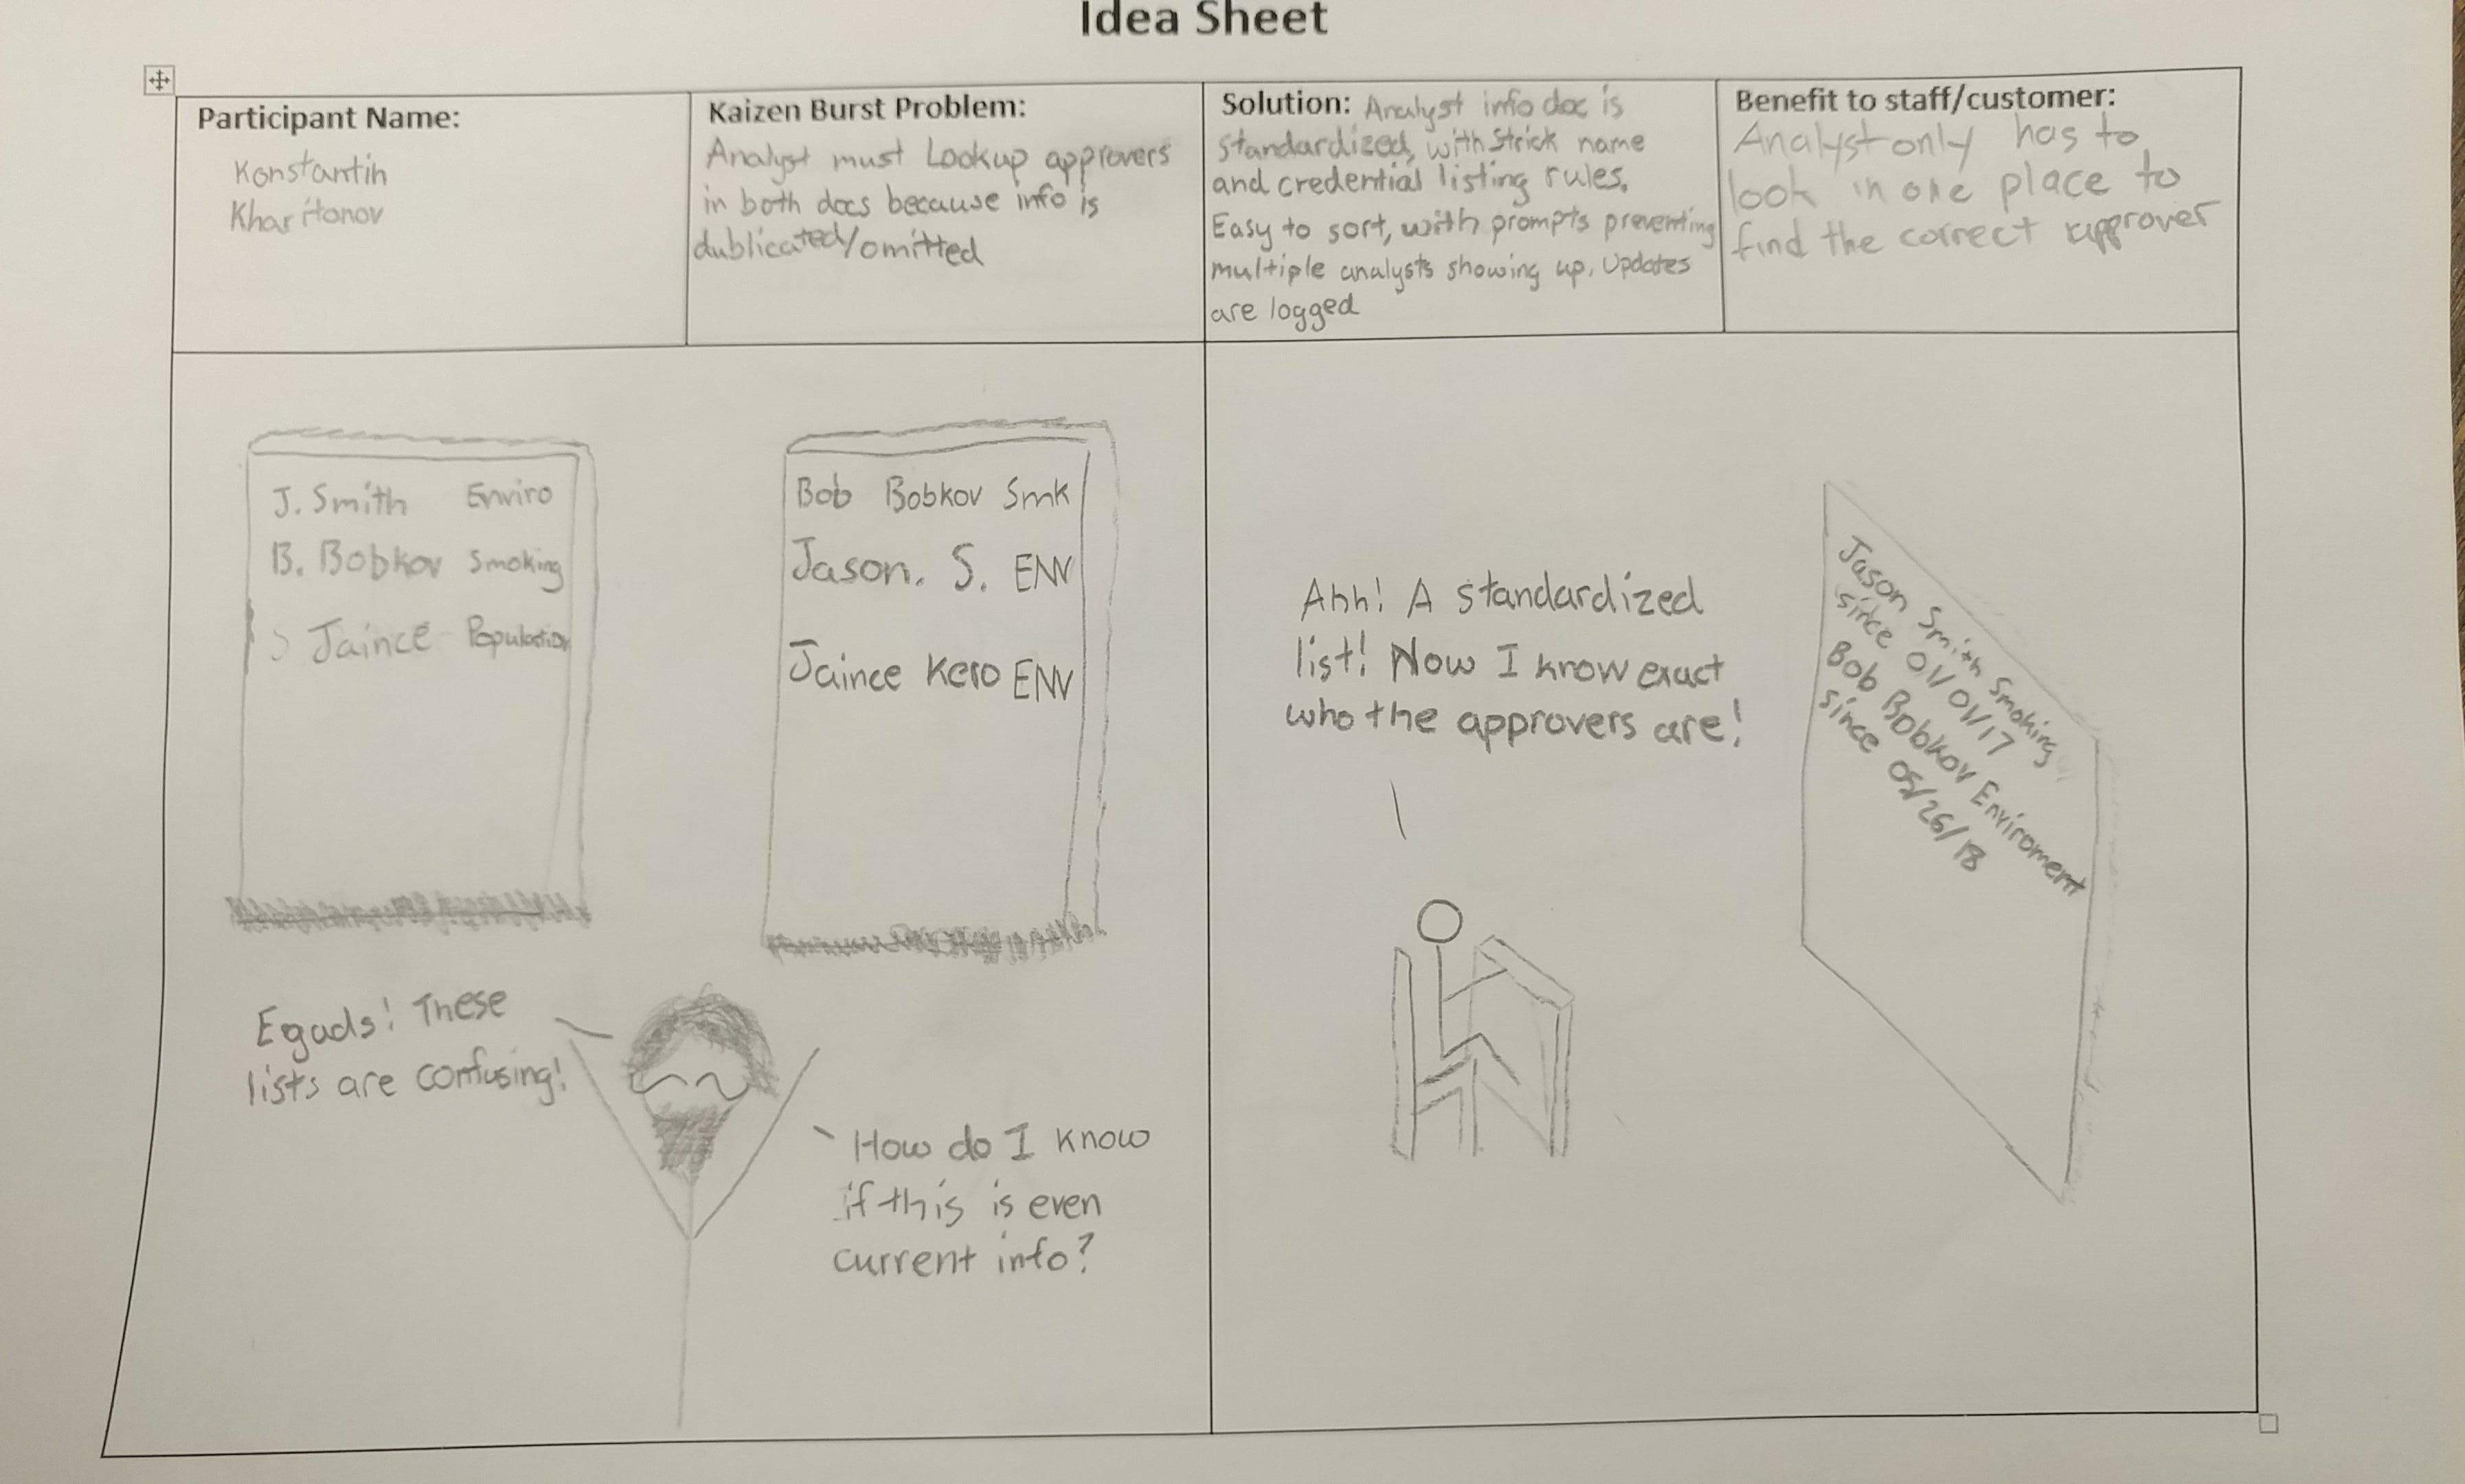 Idea Sheet
Participant Name:
Konstantin
Kharitonov
Kaizen Burst Problem:
Analyst must Lookup approvers
in both docs because info is
dublicated/omitted
Solution: Analyst info doc is
standardized, with Strick name
and credential listing rules.
Easy to sort, with prompts preventing
multiple analysts showing up. Updates
are logged
Benefit to staff/customer:
Analyst only has to
look in one place to
find the correct approver
J. Smith Enviro
B. Bobkov Smoking
Jaince Population
Bob Bobkov Smk
Jason. S. ENV
Jaince Kero ENV
Egads! These
lists are confusing!
How do I know
if this is even
current info?
Ahh! A standardized
list! Now I know exact
who the approvers are!
Jason Smith Smoking
since 01/01/17
Bob Bobkov Enviroment
since 05/26/18